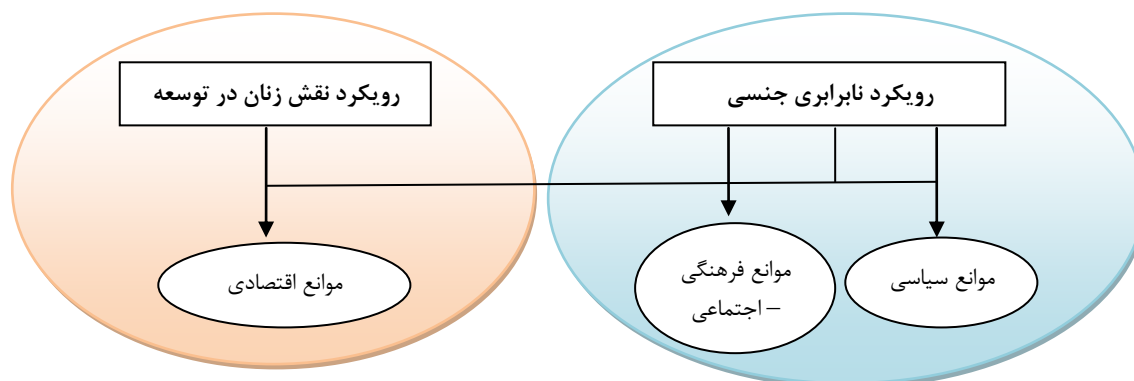 رویکرد نابرابری جنسی
رویکرد نقش زنان در توسعه
موانع سیاسی
موانع فرهنگی
– اجتماعی
موانع اقتصادی